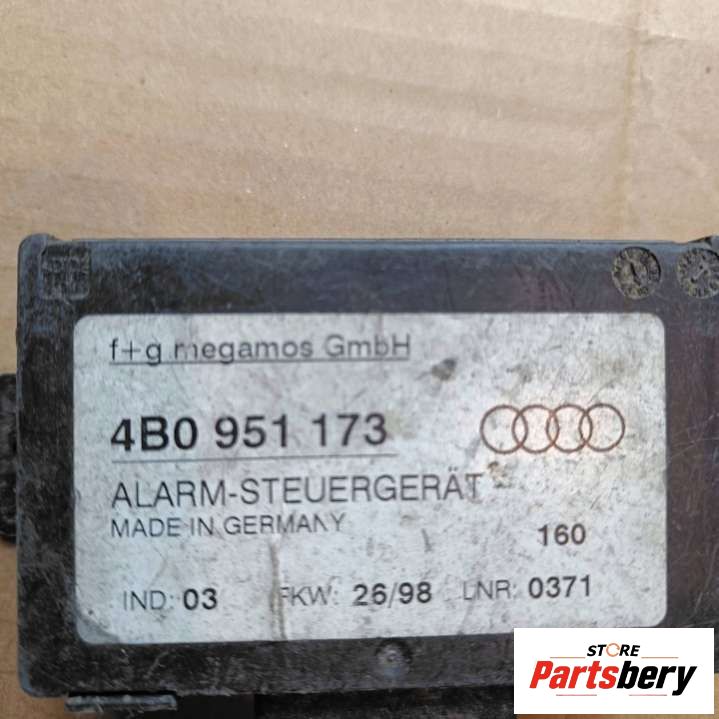 f+g megamos GmbH
4B0 951 173
ALARM-STEUERGERÄT
MADE IN GERMANY
160
IND: 03 FKW: 26/98 LNR: 0371
STORE
Partsbery